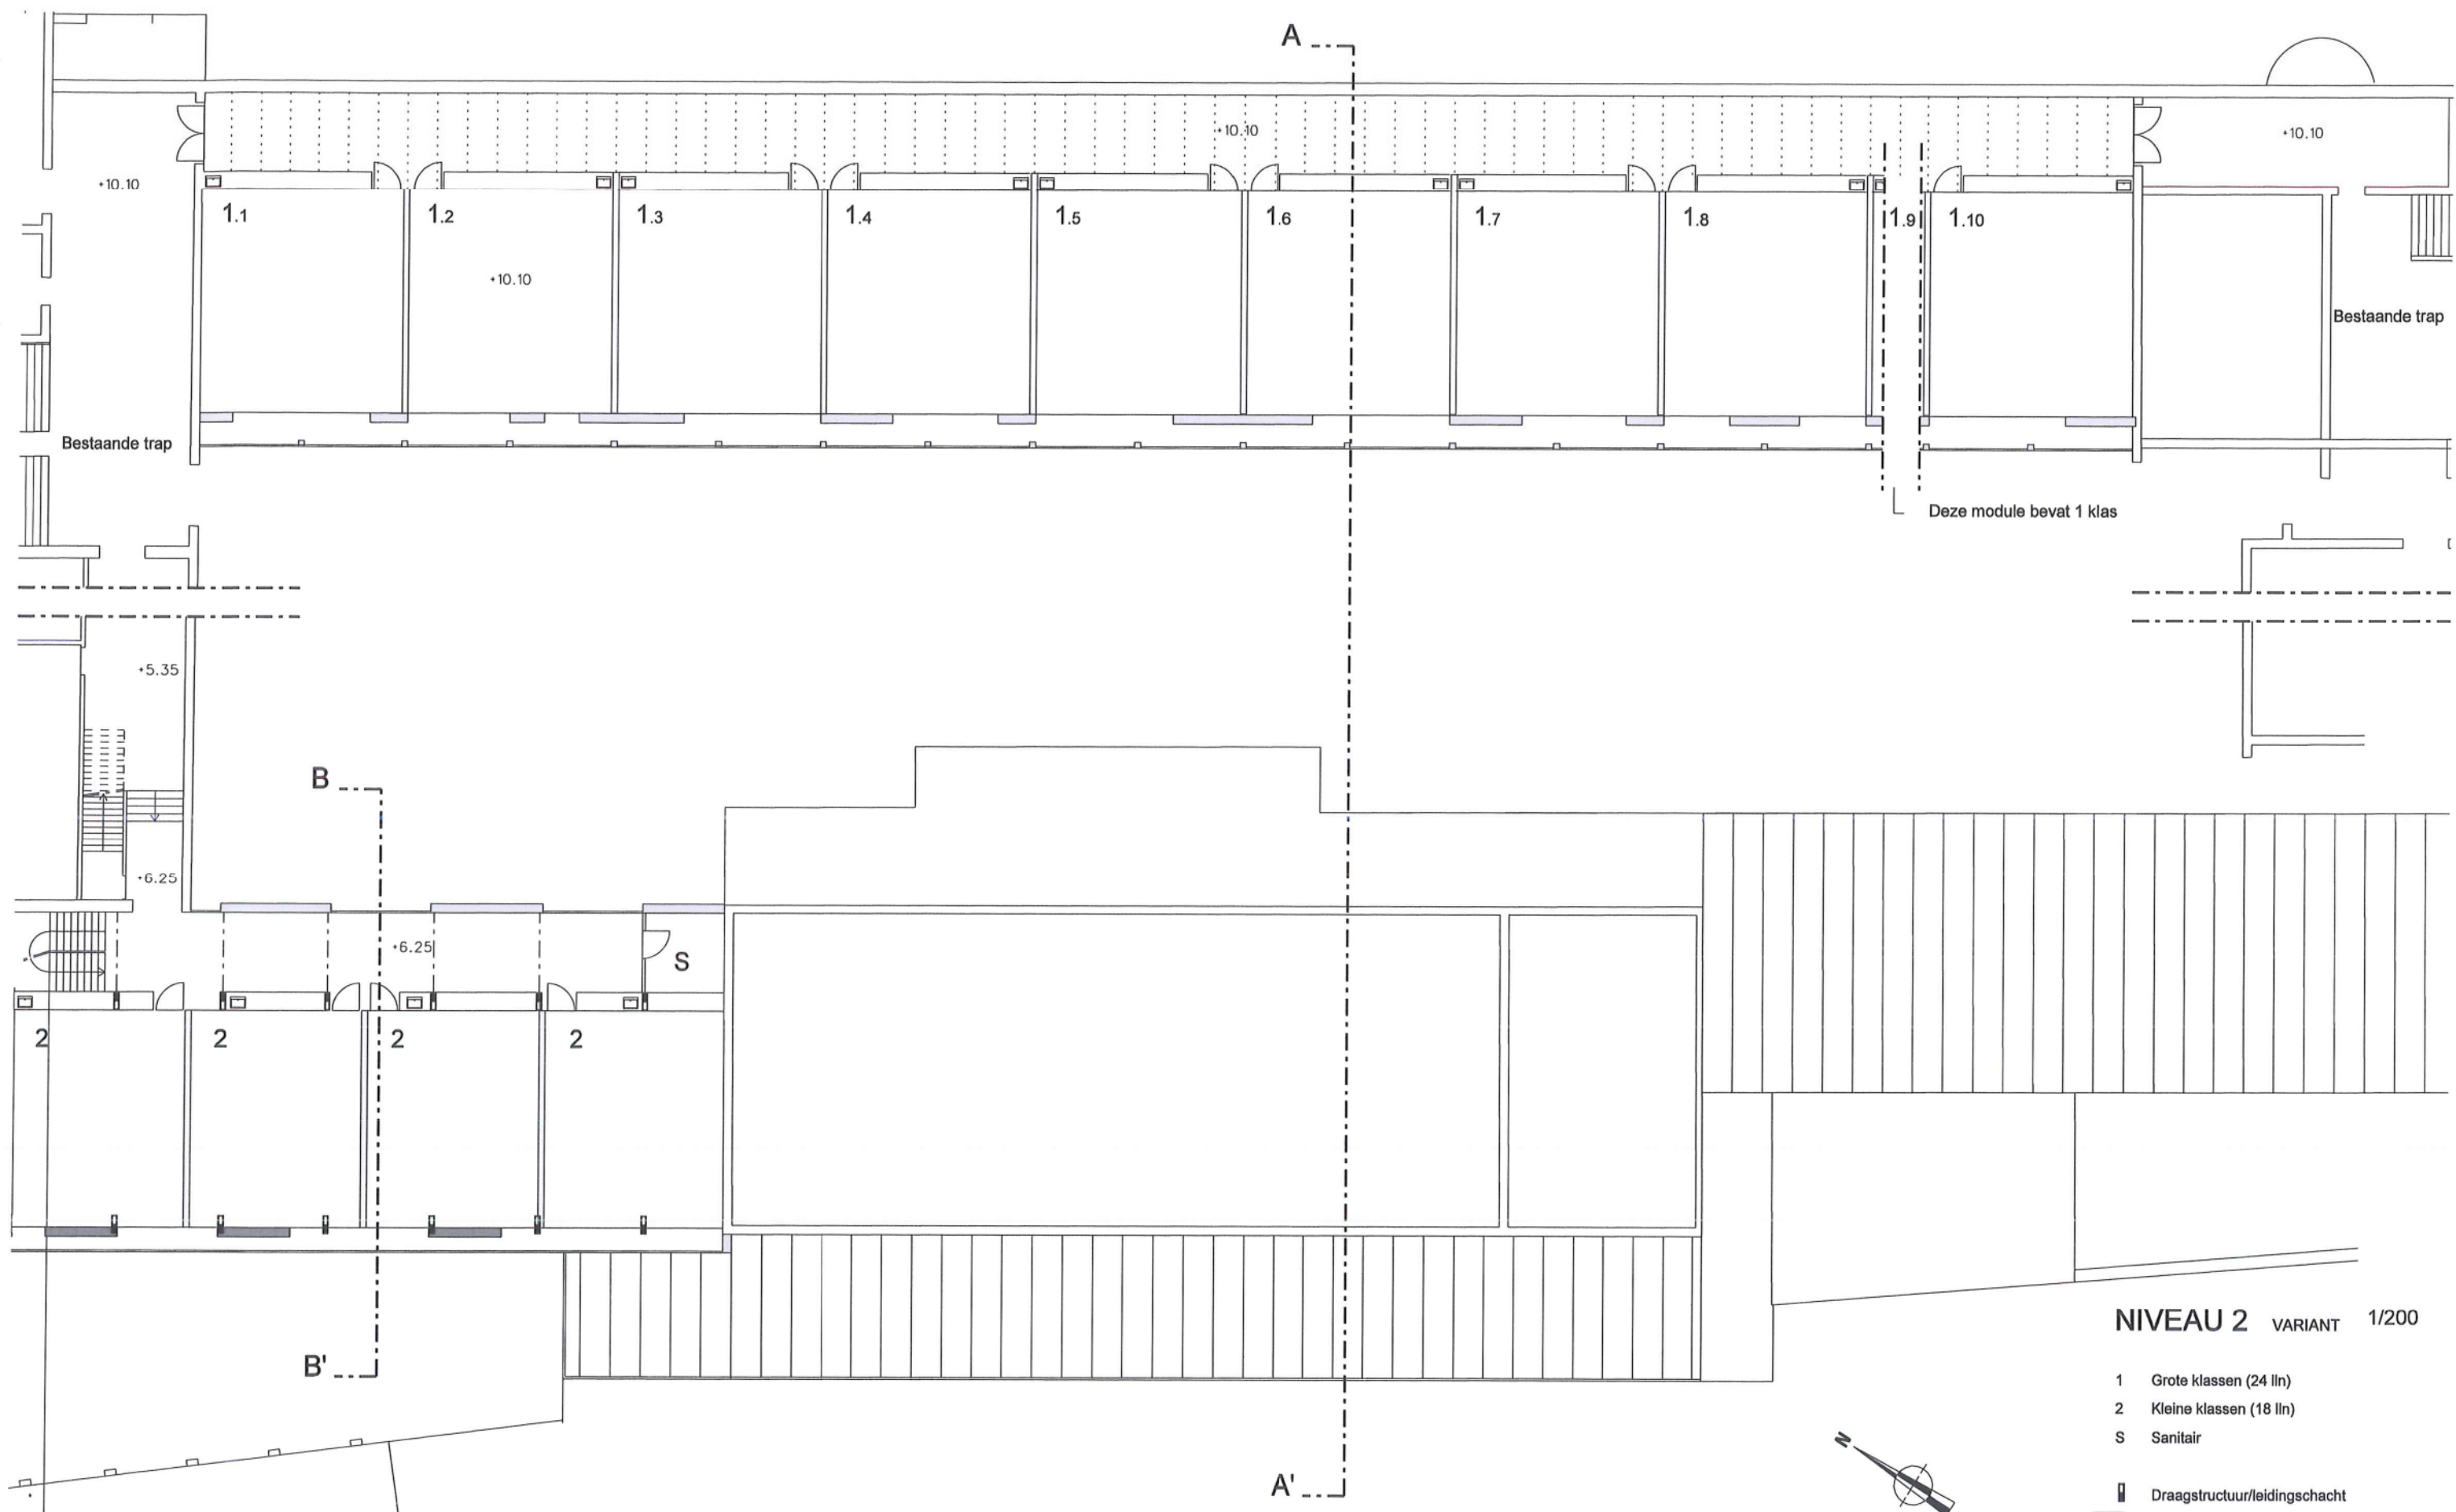 A
+10.10
+10.10
+10.10
1.1
1.2
1.3
1.4
1.5
1.6
1.7
1.8
1.9
1.10
+10.10
Bestaande trap
Bestaande trap
Deze module bevat 1 klas
+5.35
B
+6.25
+6.25
S
2
2
2
2
NIVEAU 2 VARIANT 1/200
B'
1 Grote klassen (24 lln)
2 Kleine klassen (18 lln)
S Sanitair
N
A'
Draagstructuur/leidingschacht